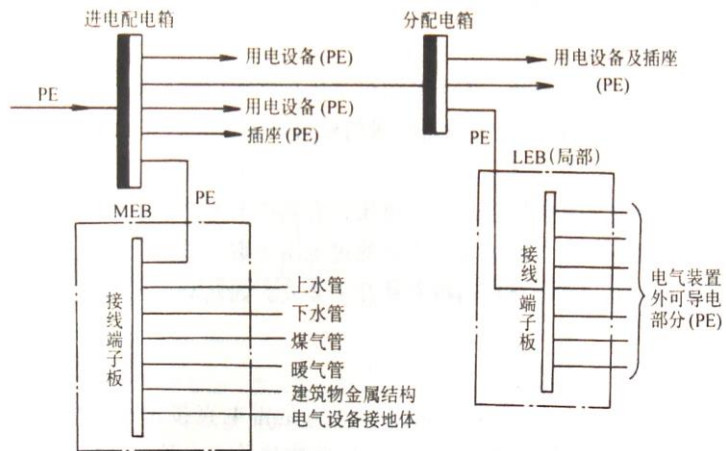 进电配电箱
分配电箱
用电设备(PE)
用电设备及插座
(PE)
PE
用电设备(PE)
插座(PE)
PE
LEB(局部)
PE
MEB
接线端子板
上水管
下水管
煤气管
暖气管
建筑物金属结构
电气设备接地体
接线端子板
电气装置
外可导电
部分(PE)